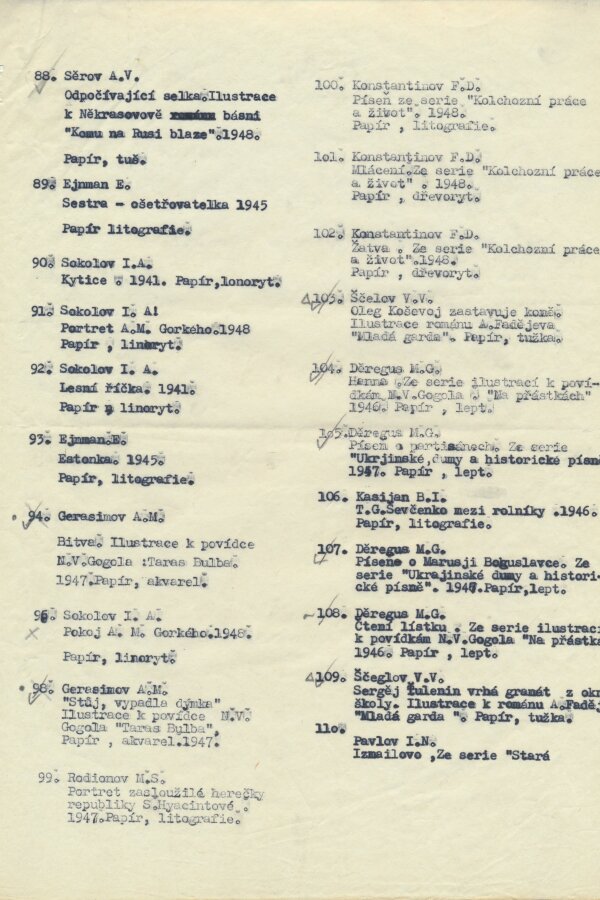 88. Sěrov A.V.
Odpočívající selka.Ilustrace
k Někrasovově románu básni
"Komu na Rusi blaze".1948.
Papír, tuš.
89. Ejnman E.
Sestra - ošetřovatelka 1945
Papír litografie.
90. Sokolov I.A.
Kytice . 1941. Papír,lonoryt.
91. Sokolov I. A.
Portret A.M. Gorkého.1948
Papír , linoryt.
92. Sokolov I. A.
Lesní říčka. 1941.
Papír , linoryt.
93. Ejnman.E.
Estonka. 1945.
Papír, litografie.
94. Gerasimov A.M.
Bitva. Ilustrace k povídce
N.V.Gogola :Taras Bulba.
1947.Papír, akvarel.
96. Sokolov I. A.
Pokoj A. M. Gorkého.1948.
Papír, linoryt.
98. Gerasimov A.M.
"Stůj, vypadla dýmka"
Ilustrace k povídce N.V.
Gogola "Taras Bulba",
Papír , akvarel.1947.
99. Rodionov M.S.
Portret zasloužilé herečky
republiky S.Hyacintové .
1947.Papír, litografie.
100. Konstantinov F.D.
Píseň ze serie "Kolchozní práce
a život". 1948.
Papír , litografie.
101. Konstantinov F.D.
Mlácení.Ze serie "Kolchozní práce
a život" . 1948.
Papír , dřevoryt.
102. Konstantinov F.D.
Žatva . Ze serie "Kolchozní práce
a život".1948.
Papír , dřevoryt.
103. Ščelov V.V.
Oleg Koševoj zastavuje koně.
Ilustrace románu A.Fadějeva
"Mladá garda". Papír, tužka.
104. Děregus M.G.
Hanna .Ze serie ilustrací k poví-
dkám N.V.Gogola . "Na přástkách"
1946. Papír , lept.
105.Děregus M.G.
Píseň o partisánech. Ze serie
"Ukrjinské,dumy a historické písně
1947. Papír , lept.
106. Kasijan B.I.
T.G.Ševčenko mezi rolníky .1946.
Papír, litografie.
107. Děregus M.G.
Písene o Marusji Boguslavce. Ze
serie "Ukrajinské dumy a histori-
cké písně". 1947.Papír,lept.
108. Děregus M.G.
Čtení lístku . Ze serie ilustrací
k povídkám N.V.Gogola "Na přástka
1946. Papír , lept.
109. Ščeglov V.V.
Sergěj Tulenin vrhá granát z okn
školy. Ilustrace k románu A.Faděj
"Mladá garda ". Papír, tužka.
110.
Pavlov I.N.
Izmailovo ,Ze serie "Stará